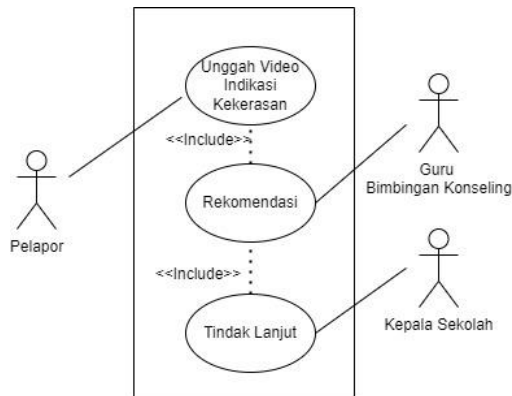 Unggah Video
Indikasi
Kekerasan
<<Include>>
Pelapor
Rekomendasi
Guru
Bimbingan Konseling
<<Include>>
Tindak Lanjut
Kepala Sekolah